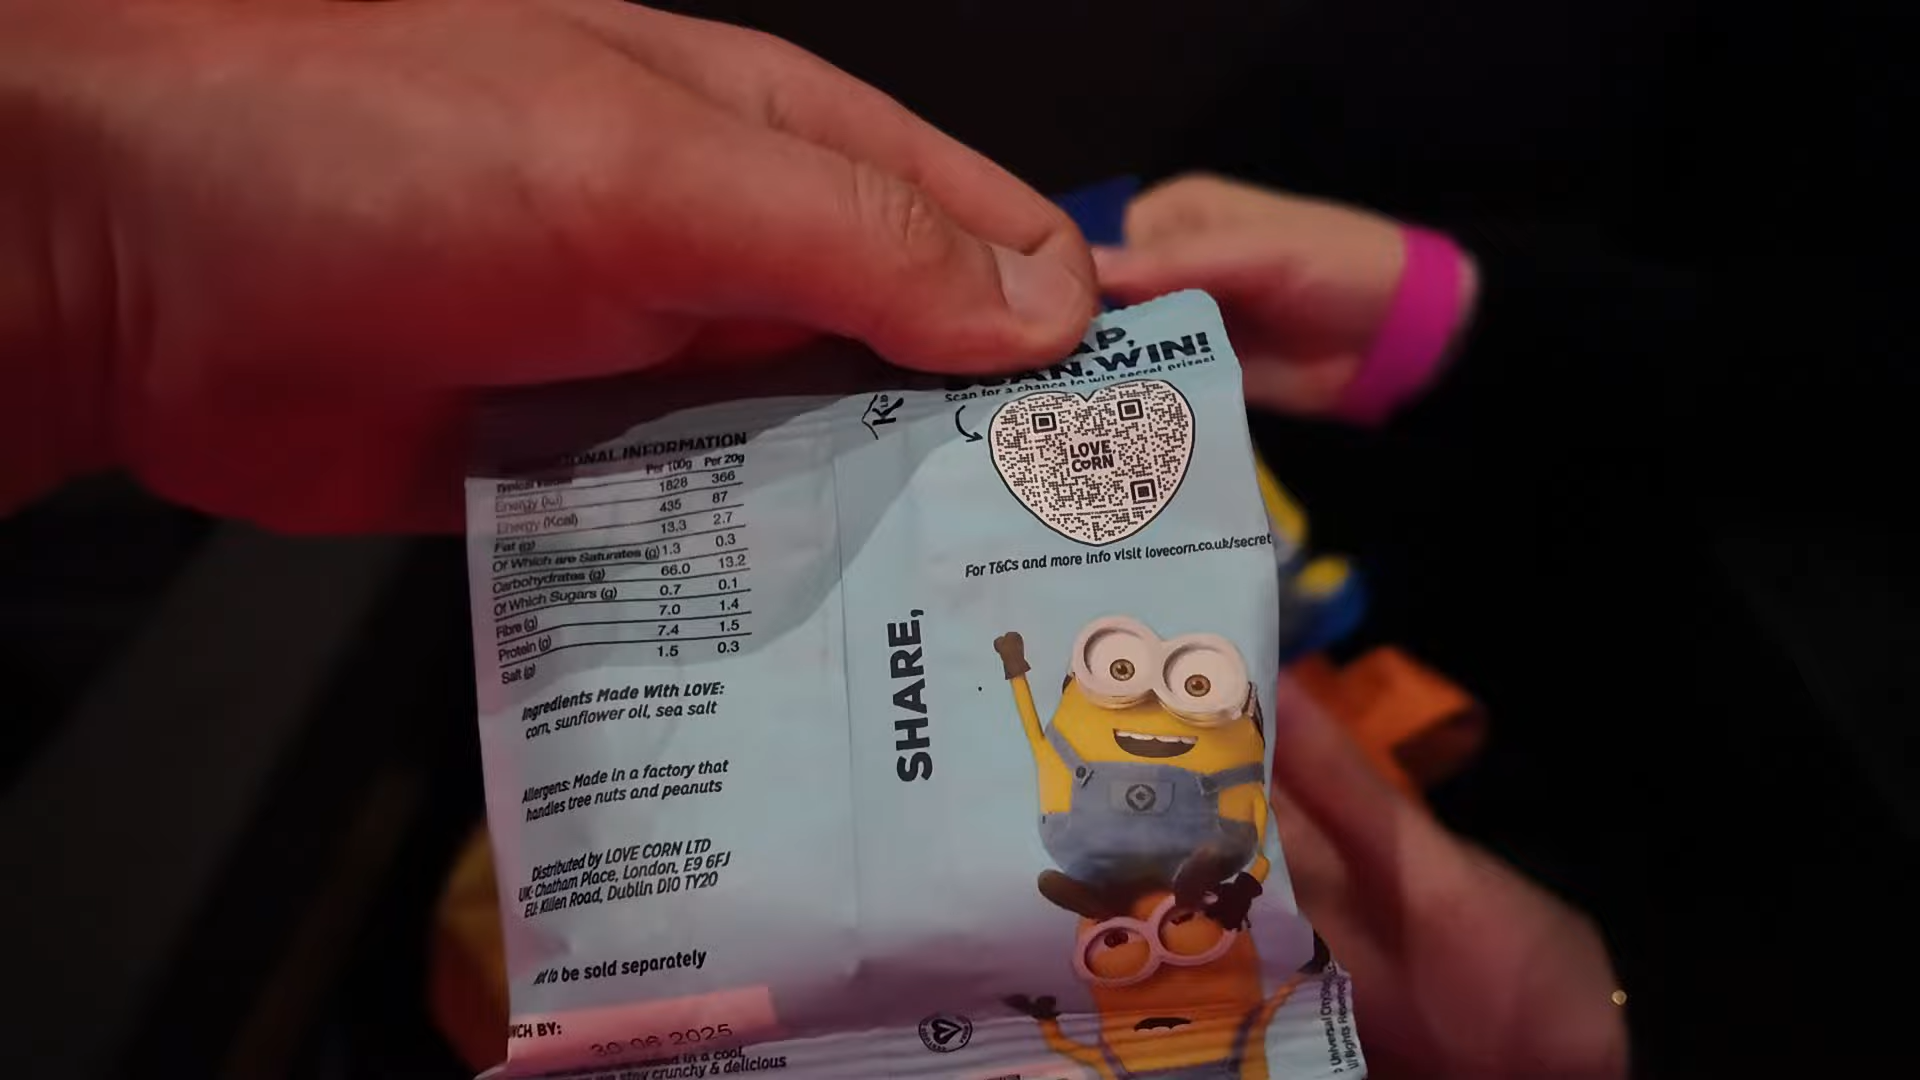 AP,
SCAN. WIN!
Scan for a chance to win secret prizes!
LOVE
CORN
For T&Cs and more info visit lovecorn.co.uk/secret
SHARE,
NAL INFORMATION
Per 100g Per 20g
Energy (kJ) 1828 366
Energy (Kcal) 435 87
Fat (g) 13.3 2.7
Of Which are Saturates (g) 1.3 0.3
Carbohydrates (g) 66.0 13.2
Of Which Sugars (g) 0.7 0.1
Fibre (g) 7.0 1.4
Protein (g) 7.4 1.5
Salt (g) 1.5 0.3
Ingredients Made With LOVE:
corn, sunflower oil, sea salt
Allergens: Made in a factory that
handles tree nuts and peanuts
Distributed by LOVE CORN LTD
UK: Chatham Place, London, E9 6FJ
EU: Killen Road, Dublin D10 TY20
to be sold separately
NCH BY:
30 06 2025
in a cool,
stay crunchy & delicious